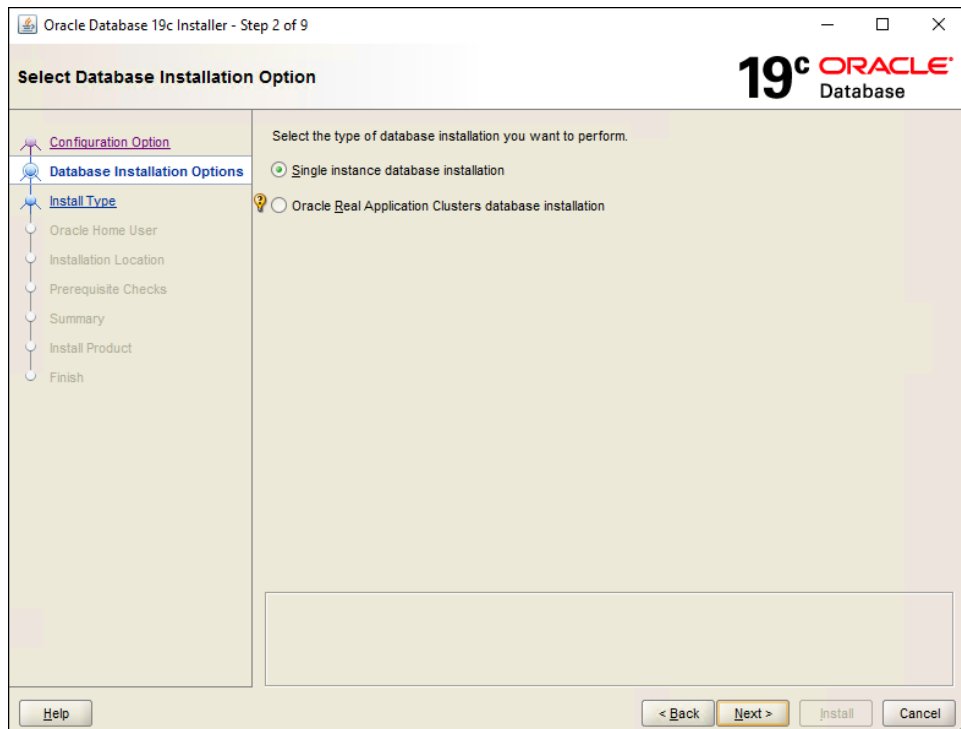 Oracle Database 19c Installer - Step 2 of 9
Select Database Installation Option
19c ORACLE
Database
Configuration Option
Database Installation Options
Install Type
Oracle Home User
Installation Location
Prerequisite Checks
Summary
Install Product
Finish
Select the type of database installation you want to perform.
Single instance database installation
Oracle Real Application Clusters database installation
Help
< Back
Next >
Install
Cancel